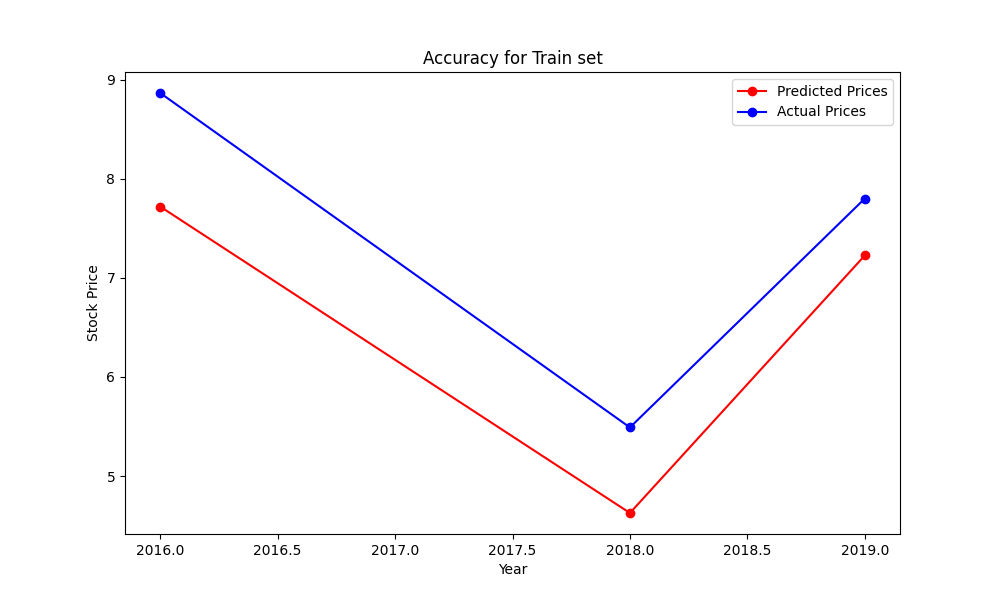 Accuracy for Train set
Predicted Prices
Actual Prices
9
8
7
6
5
Stock Price
2016.0 2016.5 2017.0 2017.5 2018.0 2018.5 2019.0
Year